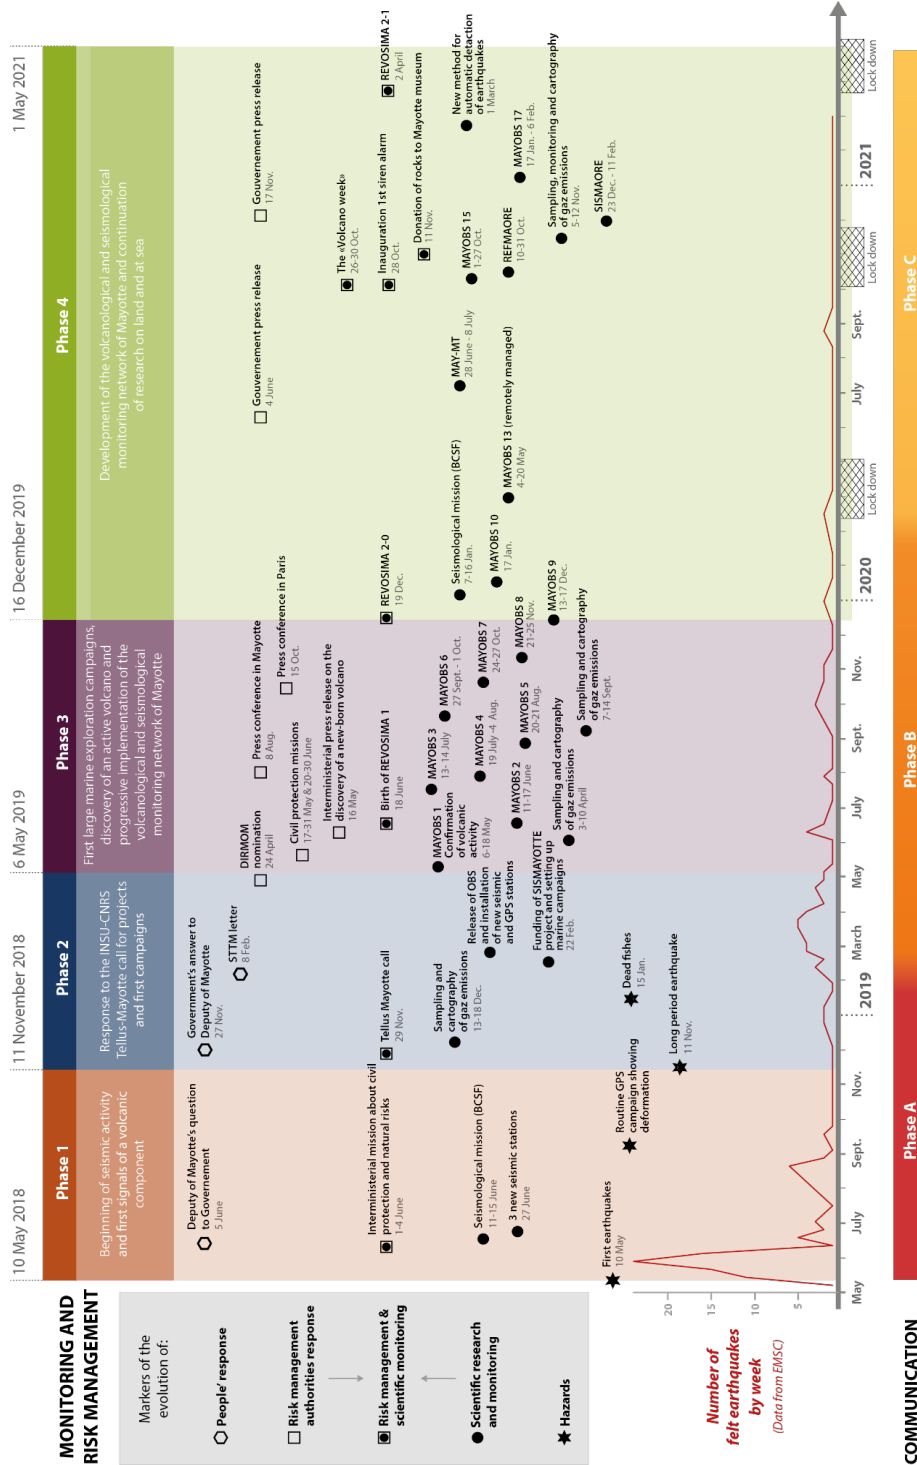 10 May 2018
11 November 2018
6 May 2019
16 December 2019
1 May 2021
MONITORING AND
RISK MANAGEMENT
Phase 1
Phase 2
Phase 3
Phase 4
Beginning of seismic activity
and first signals of a volcanic
component
Response to the INSU-CNRS
Tellus-Mayotte call for projects
and first campaigns
First large marine exploration campaigns,
discovery of an active volcano and
progressive implementation of the
volcanological and seismological
monitoring network of Mayotte
Development of the volcanological and seismological
monitoring network of Mayotte and continuation
of research on land and at sea
Markers of the
evolution of:
People' response
Risk management
authorities response
Risk management &
scientific monitoring
Scientific research
and monitoring
Hazards
Deputy of Mayotte's question
to Governement
5 June
Interministerial mission about civil
protection and natural risks
1-4 June
Seismological mission (BCSF)
11-15 June
3 new seismic stations
27 June
First earthquakes
10 May
Routine GPS
campaign showing
deformation
Government's answer to
Deputy of Mayotte
27 Nov.
STTM letter
8 Feb.
Tellus Mayotte call
29 Nov.
Sampling and
cartography
of gaz emissions
13-18 Dec.
Release of OBS
and installation
of new seismic
and GPS stations
Funding of SISMAYOTTE
project and setting up
marine campaigns
22 Feb.
Dead fishes
15 Jan.
Long period earthquake
11 Nov.
DIRMOM
nomination
24 April
Press conference in Mayotte
8 Aug.
Press conference in Paris
15 Oct.
Civil protection missions
17-31 May & 20-30 June
Interministerial press release on the
discovery of a new-born volcano
16 May
Birth of REVOSIMA 1
18 June
MAYOBS 1
Confirmation
of volcanic
activity
6-18 May
MAYOBS 3
13- 14 July
MAYOBS 6
27 Sept. - 1 Oct.
MAYOBS 4
19 July -4 Aug.
MAYOBS 7
24-27 Oct.
MAYOBS 2
11-17 June
MAYOBS 5
20-21 Aug.
MAYOBS 8
21-25 Nov.
Sampling and cartography
of gaz emissions
3-10 April
Sampling and cartography
of gaz emissions
7-14 Sept.
MAYOBS 9
13-17 Dec.
REVOSIMA 2-0
19 Dec.
Gouvernement press release
4 June
Gouvernement press release
17 Nov.
The «Volcano week»
26-30 Oct.
Inauguration 1st siren alarm
28 Oct.
REVOSIMA 2-1
2 April
Donation of rocks to Mayotte museum
11 Nov.
Seismological mission (BCSF)
7-16 Jan.
MAY-MT
28 June - 8 July
MAYOBS 15
1-27 Oct.
New method for
automatic detection
of earthquakes
1 March
MAYOBS 10
17 Jan.
MAYOBS 13 (remotely managed)
4-20 May
REFMAORE
10-31 Oct.
MAYOBS 17
17 Jan. - 6 Feb.
Sampling, monitoring and cartography
of gaz emissions
5-12 Nov.
SISMAORE
23 Dec. - 11 Feb.
Number of
felt earthquakes
by week
(Data from EMSC)
20
15
10
5
May
July
Sept.
Nov.
2019
March
May
July
Sept.
Nov.
2020
July
Sept.
2021
Lock down
Lock down
Lock down
COMMUNICATION
Phase A
Phase B
Phase C